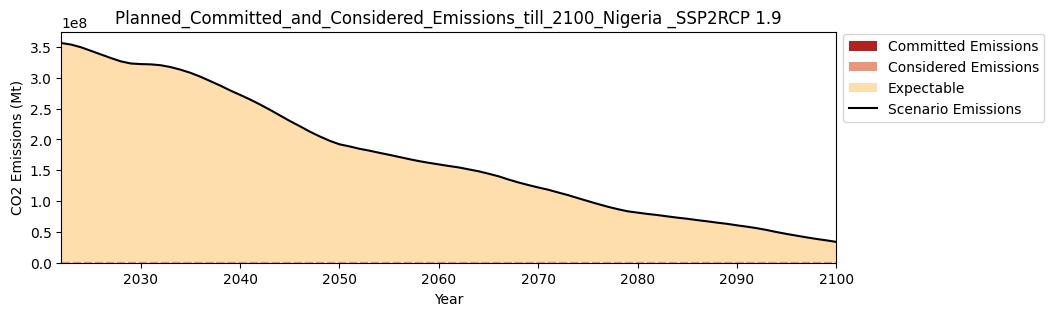 Planned_Committed_and_Considered_Emissions_till_2100_Nigeria _SSP2RCP 1.9
1e8
3.5
3.0
2.5
2.0
1.5
1.0
0.5
0.0
CO2 Emissions (Mt)
2030 2040 2050 2060 2070 2080 2090 2100
Year
Committed Emissions
Considered Emissions
Expectable
Scenario Emissions